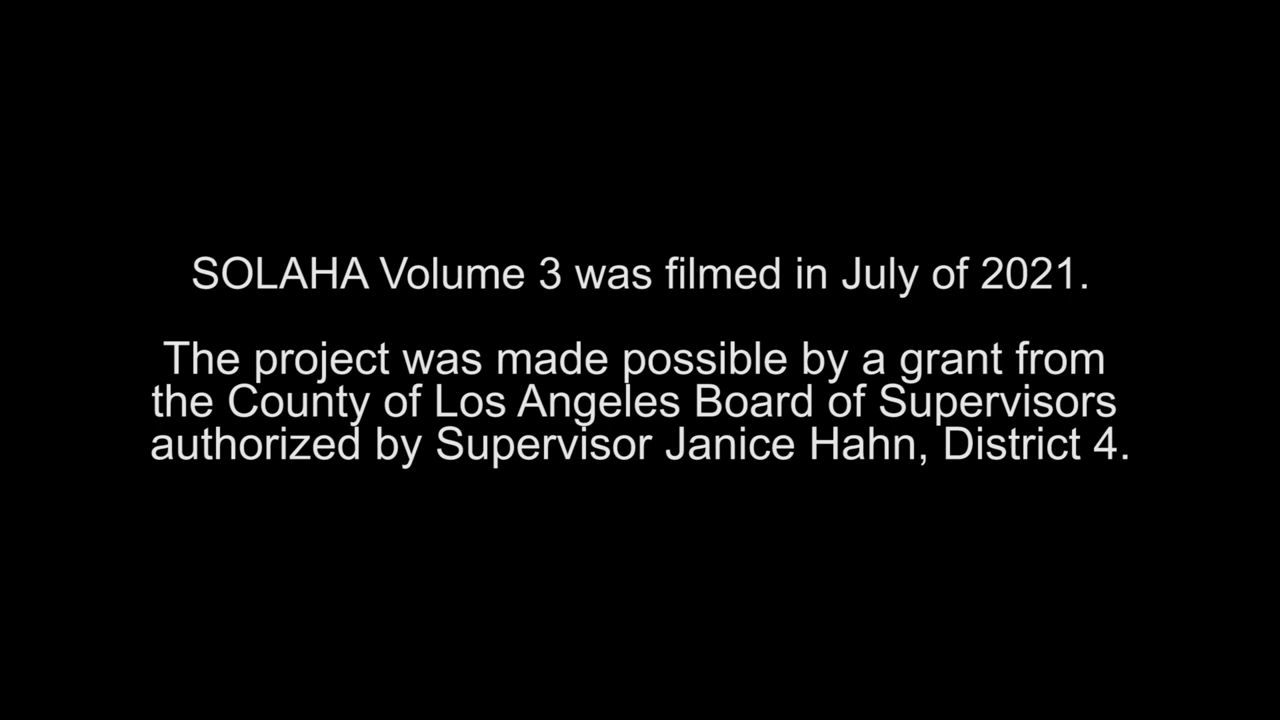 SOLAHA Volume 3 was filmed in July of 2021.
The project was made possible by a grant from
the County of Los Angeles Board of Supervisors
authorized by Supervisor Janice Hahn, District 4.